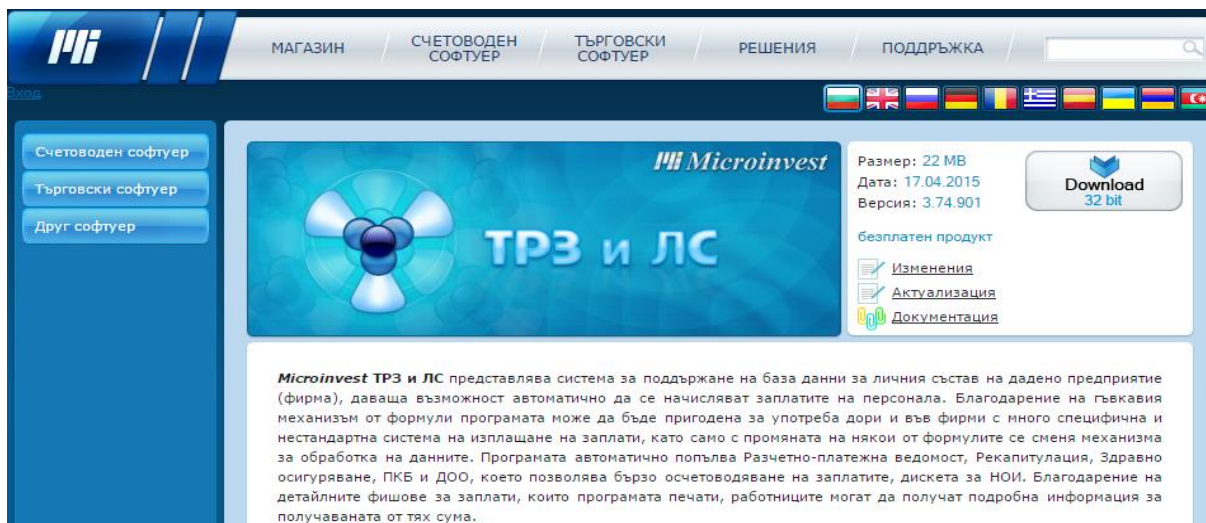 МАГАЗИН
СЧЕТОВОДЕН СОФТУЕР
ТЪРГОВСКИ СОФТУЕР
РЕШЕНИЯ
ПОДДРЪЖКА
Вход
Счетоводен софтуер
Търговски софтуер
Друг софтуер
Microinvest
ТРЗ и ЛС
Размер: 22 MB
Дата: 17.04.2015
Версия: 3.74.901
безплатен продукт
Изменения
Актуализация
Документация
Download
32 bit
Microinvest ТРЗ и ЛС представлява система за поддържане на база данни за личния състав на дадено предприятие
(фирма), даваща възможност автоматично да се начисляват заплатите на персонала. Благодарение на гъвкавия
механизъм от формули програмата може да бъде пригодена за употреба дори и във фирми с много специфична и
нестандартна система на изплащане на заплати, като само с промяната на някои от формулите се сменя механизма
за обработка на данните. Програмата автоматично попълва Разчетно-платежна ведомост, Рекапитулация, Здравно
осигуряване, ПКБ и ДОО, което позволява бързо осчетоводяване на заплатите, дискета за НОИ. Благодарение на
детайлните фишове за заплати, които програмата печати, работниците могат да получат подробна информация за
получаваната от тях сума.